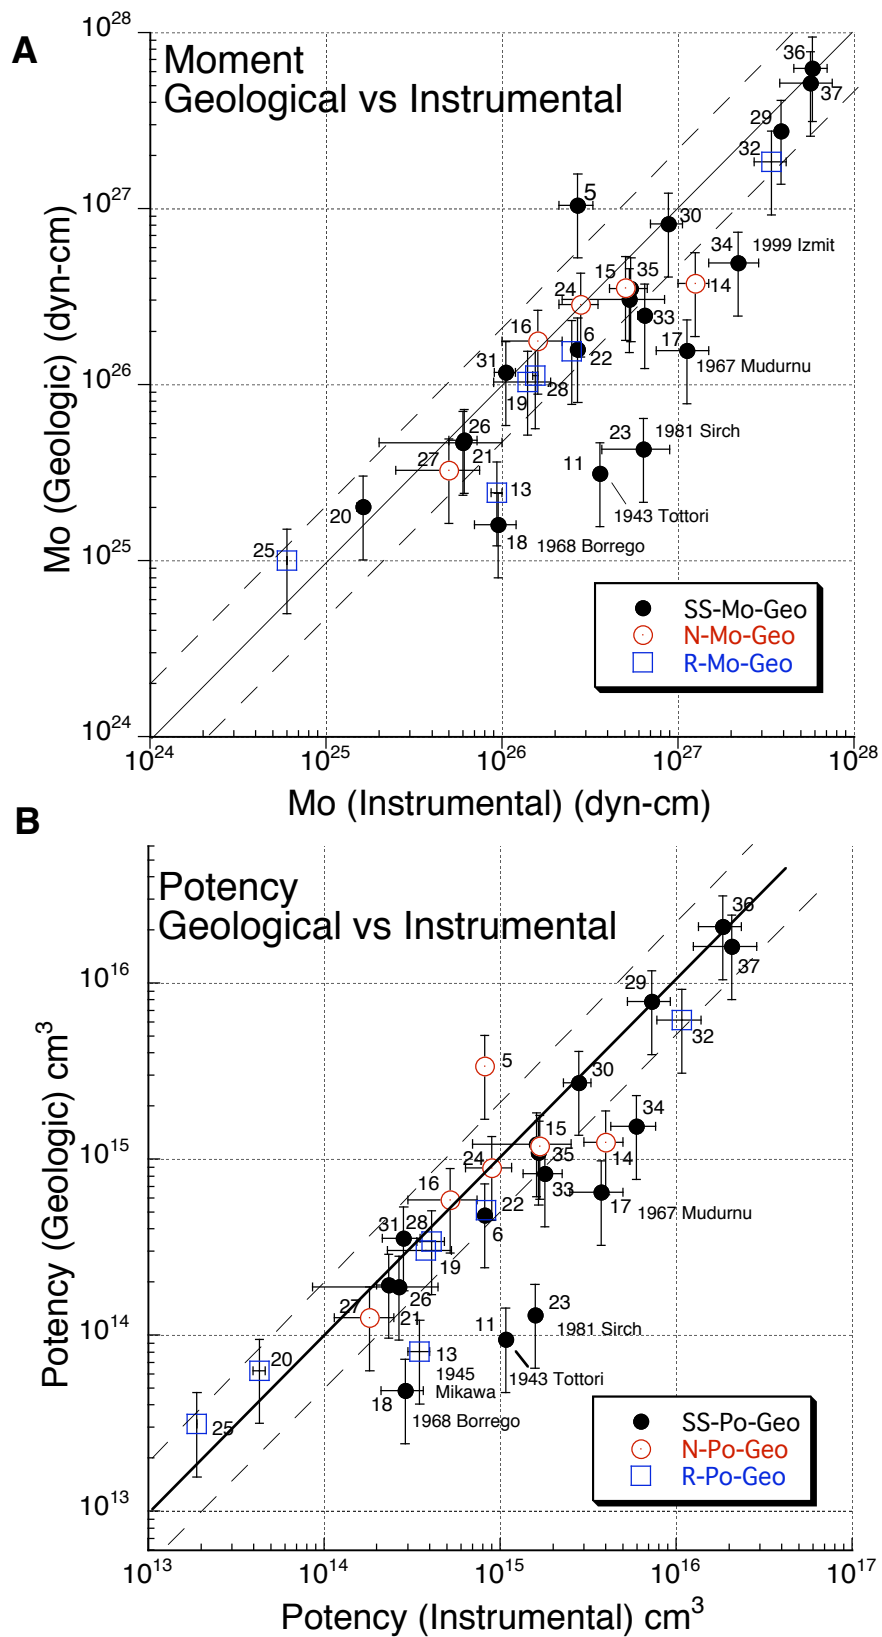 A
Moment
Geological vs Instrumental
Mo (Geologic) (dyn-cm)
10^28
10^27
10^26
10^25
10^24
36
37
29
32
5
30
34
1999 Izmit
15
35
14
24
33
16
6
22
17
1967 Mudurnu
31
19
28
26
23
1981 Sirch
27
21
11
13
1943 Tottori
20
18
1968 Borrego
25
SS-Mo-Geo
N-Mo-Geo
R-Mo-Geo
10^24
10^25
10^26
10^27
10^28
Mo (Instrumental) (dyn-cm)
B
Potency
Geological vs Instrumental
Potency (Geologic) cm^3
10^16
10^15
10^14
10^13
36
37
29
32
5
30
34
15
35
14
24
33
16
22
6
17
1967 Mudurnu
31
28
19
26
23
27
21
11
1981 Sirch
13
1945
Mikawa
1943 Tottori
20
18
1968 Borrego
25
SS-Po-Geo
N-Po-Geo
R-Po-Geo
10^13
10^14
10^15
10^16
10^17
Potency (Instrumental) cm^3